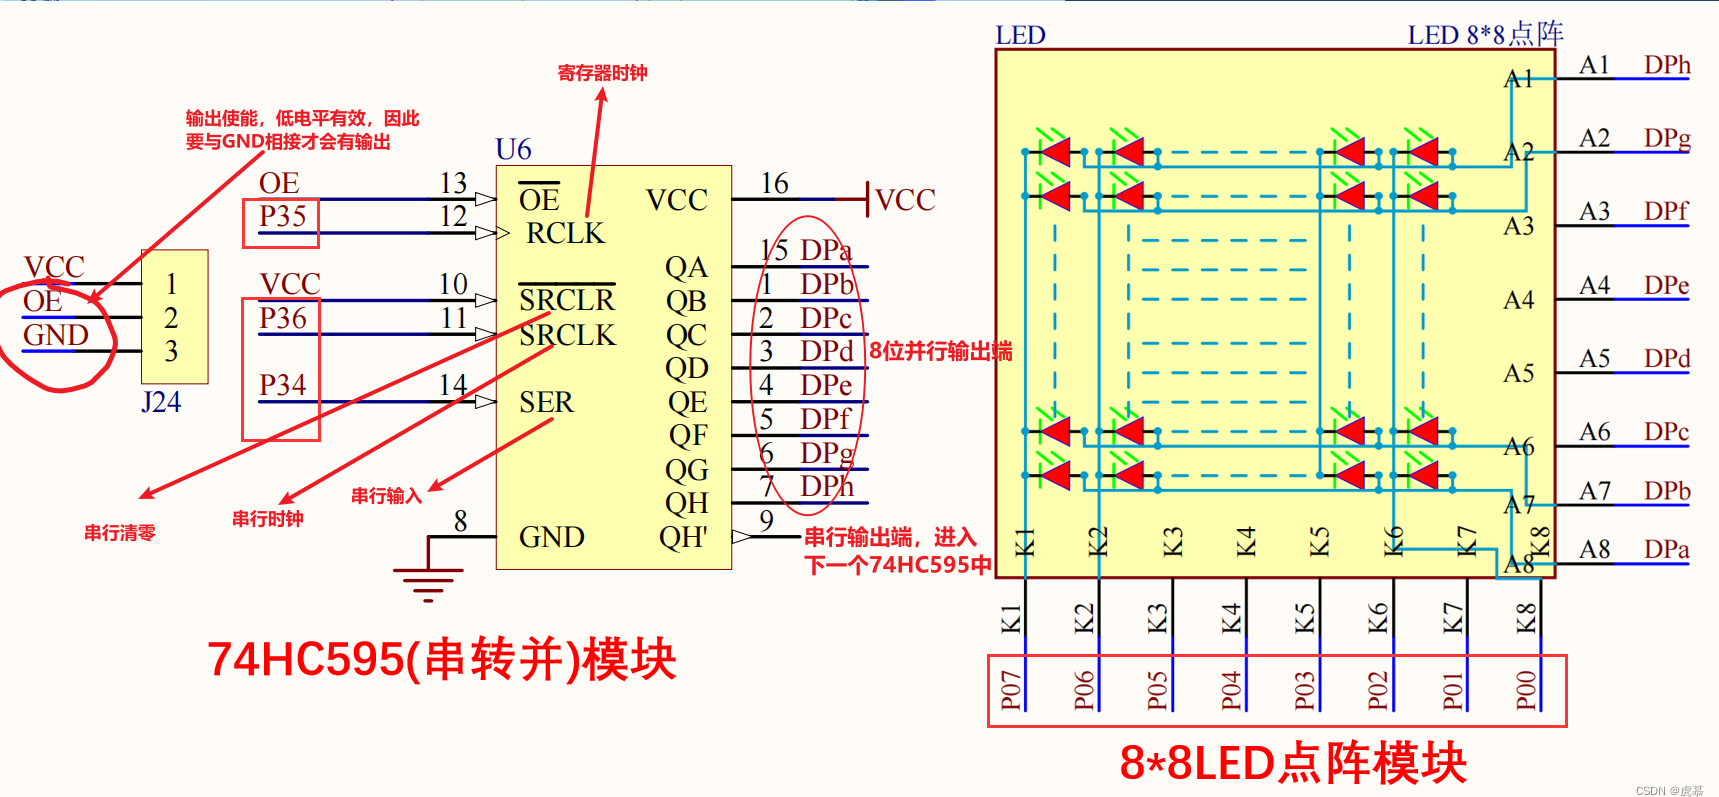 寄存器时钟
输出使能，低电平有效，因此
要与GND相接才会有输出
U6
OE 13 OE VCC 16 VCC
P35 12 RCLK
QA 15 DPa
VCC 10 SRCLR QB 1 DPb
P36 11 SRCLK QC 2 DPc
QD 3 DPd
P34 14 SER QE 4 DPe
QF 5 DPf
QG 6 DPg
QH 7 DPh
8 GND QH' 9
VCC 1
OE 2
GND 3
J24
8位并行输出端
串行清零
串行时钟
串行输入
串行输出端，进入
下一个74HC595中
74HC595(串转并)模块
LED LED 8*8点阵
A1 A1 DPh
A2 A2 DPg
A3 A3 DPf
A4 A4 DPe
A5 A5 DPd
A6 A6 DPc
A7 A7 DPb
A8 A8 DPa
K1 K2 K3 K4 K5 K6 K7 K8
K1 K2 K3 K4 K5 K6 K7 K8
P07 P06 P05 P04 P03 P02 P01 P00
8*8LED点阵模块
CSDN @虎慕